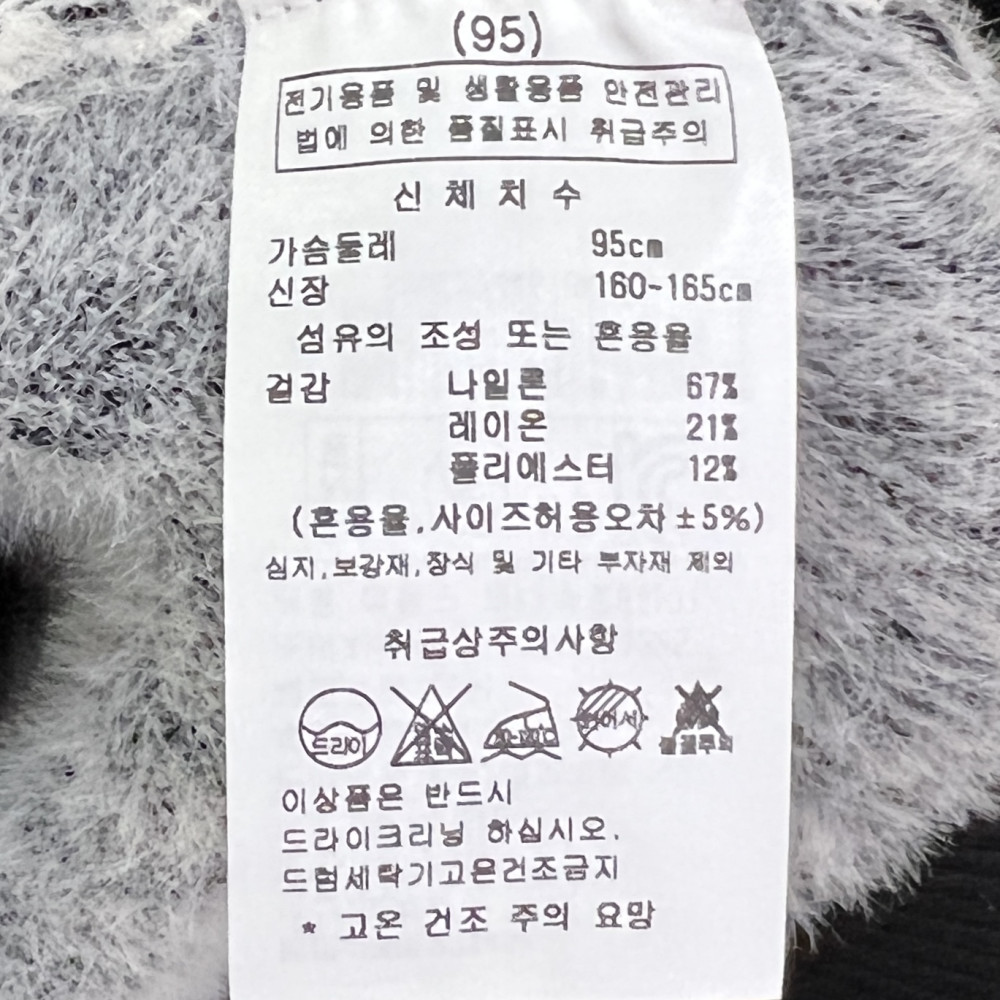 (95)
전기용품 및 생활용품 안전관리
법에 의한 품질표시 취급주의
신체치수
가슴둘레 95cm
신장 160~165cm
섬유의 조성 또는 혼용율
겉감 나일론 67%
레이온 21%
폴리에스터 12%
(혼용율,사이즈허용오차±5%)
심지,보강재,장식 및 기타 부자재 제외
취급상주의사항
드라이
이상품은 반드시
드라이크리닝 하십시오.
드럼세탁기고온건조금지
* 고온 건조 주의 요망